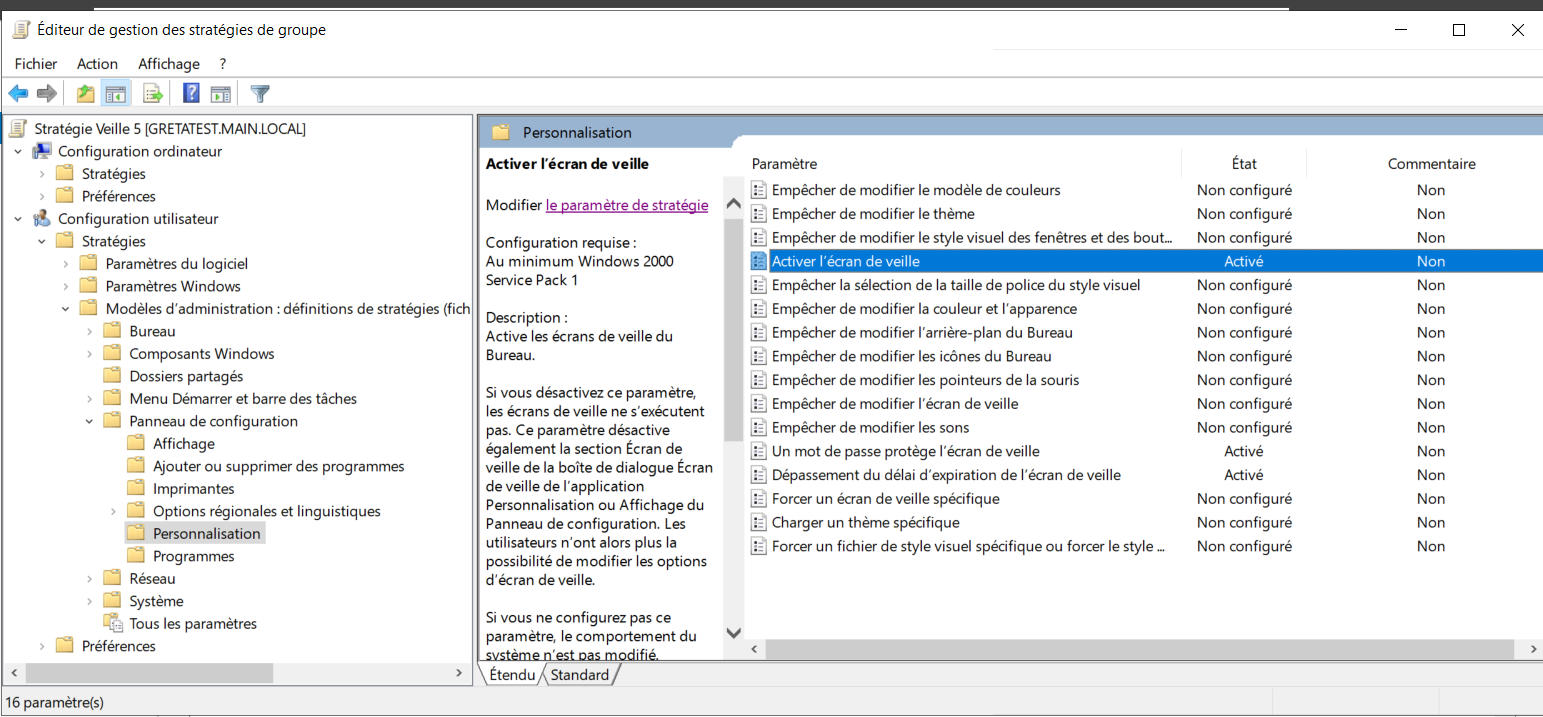 Éditeur de gestion des stratégies de groupe
Fichier Action Affichage ?
Stratégie Veille 5 [GRETATEST.MAIN.LOCAL]
Configuration ordinateur
Stratégies
Préférences
Configuration utilisateur
Stratégies
Paramètres du logiciel
Paramètres Windows
Modèles d’administration : définitions de stratégies (fich
Bureau
Composants Windows
Dossiers partagés
Menu Démarrer et barre des tâches
Panneau de configuration
Affichage
Ajouter ou supprimer des programmes
Imprimantes
Options régionales et linguistiques
Personnalisation
Programmes
Réseau
Système
Tous les paramètres
Préférences
Personnalisation
Activer l’écran de veille
Modifier le paramètre de stratégie
Configuration requise :
Au minimum Windows 2000
Service Pack 1
Description :
Active les écrans de veille du
Bureau.
Si vous désactivez ce paramètre,
les écrans de veille ne s’exécutent
pas. Ce paramètre désactive
également la section Écran de
veille de la boîte de dialogue Écran
de veille de l’application
Personnalisation ou Affichage du
Panneau de configuration. Les
utilisateurs n’ont alors plus la
possibilité de modifier les options
d’écran de veille.
Si vous ne configurez pas ce
paramètre, le comportement du
système n’est pas modifié.
Paramètre État Commentaire
Empêcher de modifier le modèle de couleurs Non configuré Non
Empêcher de modifier le thème Non configuré Non
Empêcher de modifier le style visuel des fenêtres et des bout... Non configuré Non
Activer l’écran de veille Activé Non
Empêcher la sélection de la taille de police du style visuel Non configuré Non
Empêcher de modifier la couleur et l’apparence Non configuré Non
Empêcher de modifier l’arrière-plan du Bureau Non configuré Non
Empêcher de modifier les icônes du Bureau Non configuré Non
Empêcher de modifier les pointeurs de la souris Non configuré Non
Empêcher de modifier l’écran de veille Non configuré Non
Empêcher de modifier les sons Non configuré Non
Un mot de passe protège l’écran de veille Activé Non
Dépassement du délai d’expiration de l’écran de veille Activé Non
Forcer un écran de veille spécifique Non configuré Non
Charger un thème spécifique Non configuré Non
Forcer un fichier de style visuel spécifique ou forcer le style ... Non configuré Non
Étendu Standard
16 paramètre(s)